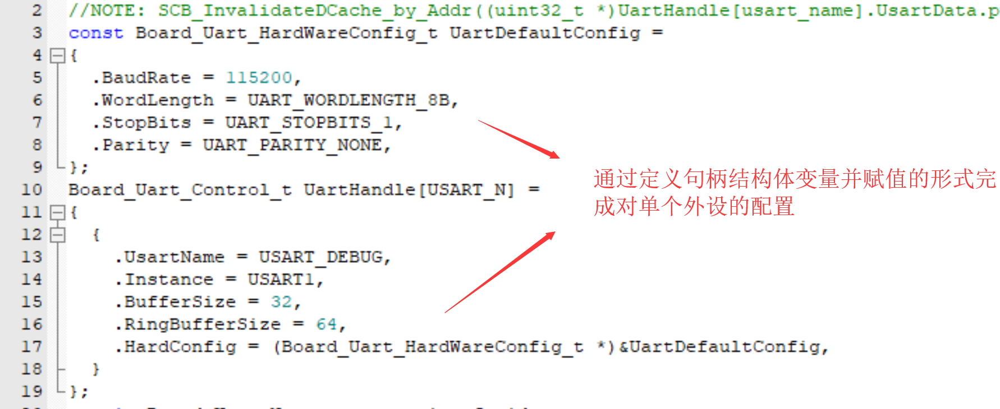 2 //NOTE: SCB_InvalidateDCache_by_Addr((uint32_t *)UartHandle[usart_name].UsartData.p
3 const Board_Uart_HardWareConfig_t UartDefaultConfig =
4 {
5 .BaudRate = 115200,
6 .WordLength = UART_WORDLENGTH_8B,
7 .StopBits = UART_STOPBITS_1,
8 .Parity = UART_PARITY_NONE,
9 };
10 Board_Uart_Control_t UartHandle[USART_N] =
11 {
12 {
13 .UsartName = USART_DEBUG,
14 .Instance = USART1,
15 .BufferSize = 32,
16 .RingBufferSize = 64,
17 .HardConfig = (Board_Uart_HardWareConfig_t *)&UartDefaultConfig,
18 }
19 };
通过定义句柄结构体变量并赋值的形式完
成对单个外设的配置